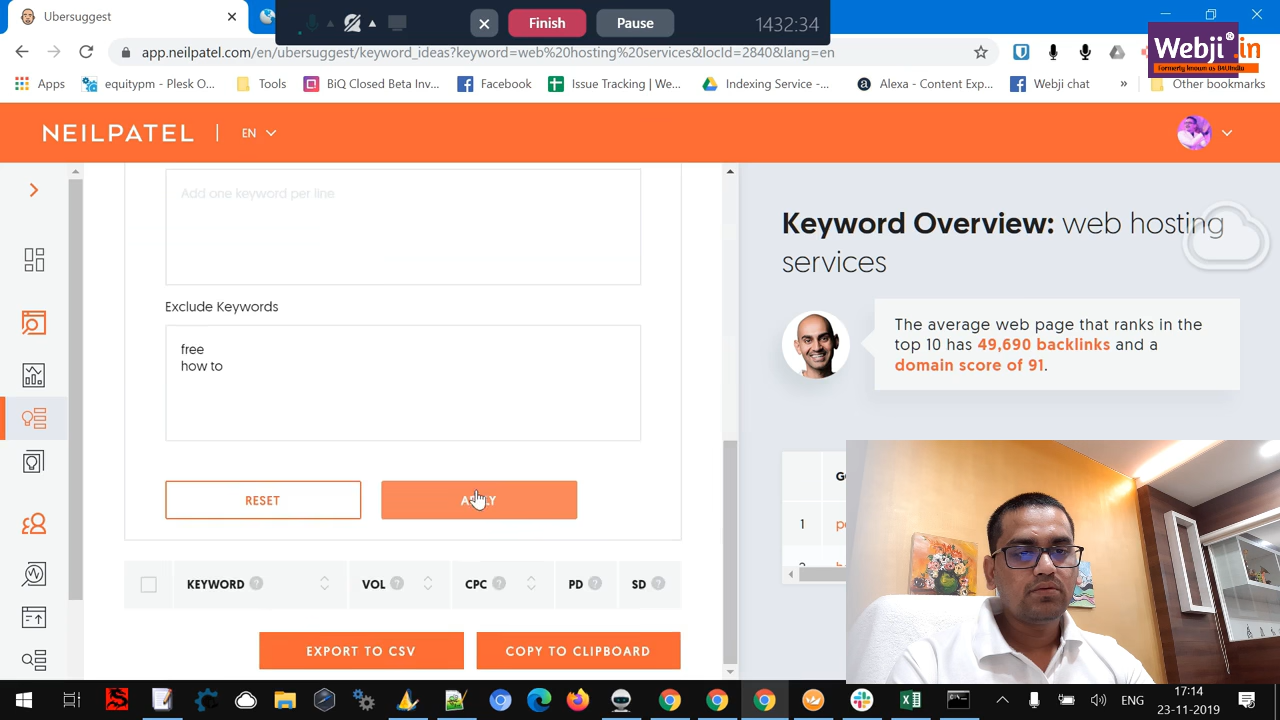 Ubersuggest
Finish
Pause
1432:34
app.neilpatel.com/en/ubersuggest/keyword_ideas?keyword=web%20hosting%20services&locId=2840&lang=en
Webji®.in
Formerly known as B4UIndia
Apps
equitypm - Plesk O...
Tools
BiQ Closed Beta Inv...
Facebook
Issue Tracking | We...
Indexing Service -...
Alexa - Content Exp...
Webji chat
»
Other bookmarks
NEILPATEL
EN
Add one keyword per line
Exclude Keywords
free
how to
RESET
APPLY
KEYWORD
VOL
CPC
PD
SD
EXPORT TO CSV
COPY TO CLIPBOARD
Keyword Overview: web hosting
services
The average web page that ranks in the
top 10 has 49,690 backlinks and a
domain score of 91.
1
ENG
17:14
23-11-2019